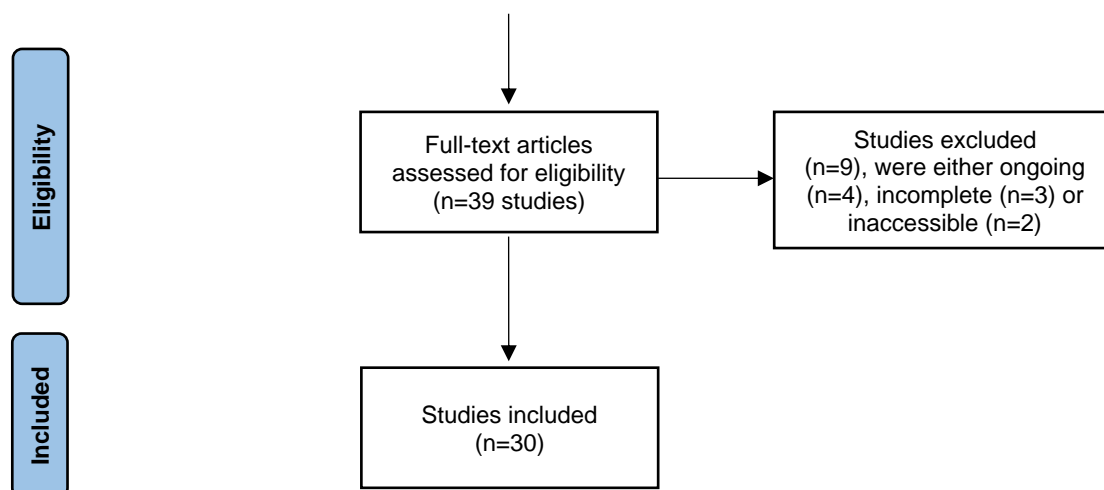 Eligibility
Full-text articles
assessed for eligibility
(n=39 studies)
Studies excluded
(n=9), were either ongoing
(n=4), incomplete (n=3) or
inaccessible (n=2)
Included
Studies included
(n=30)